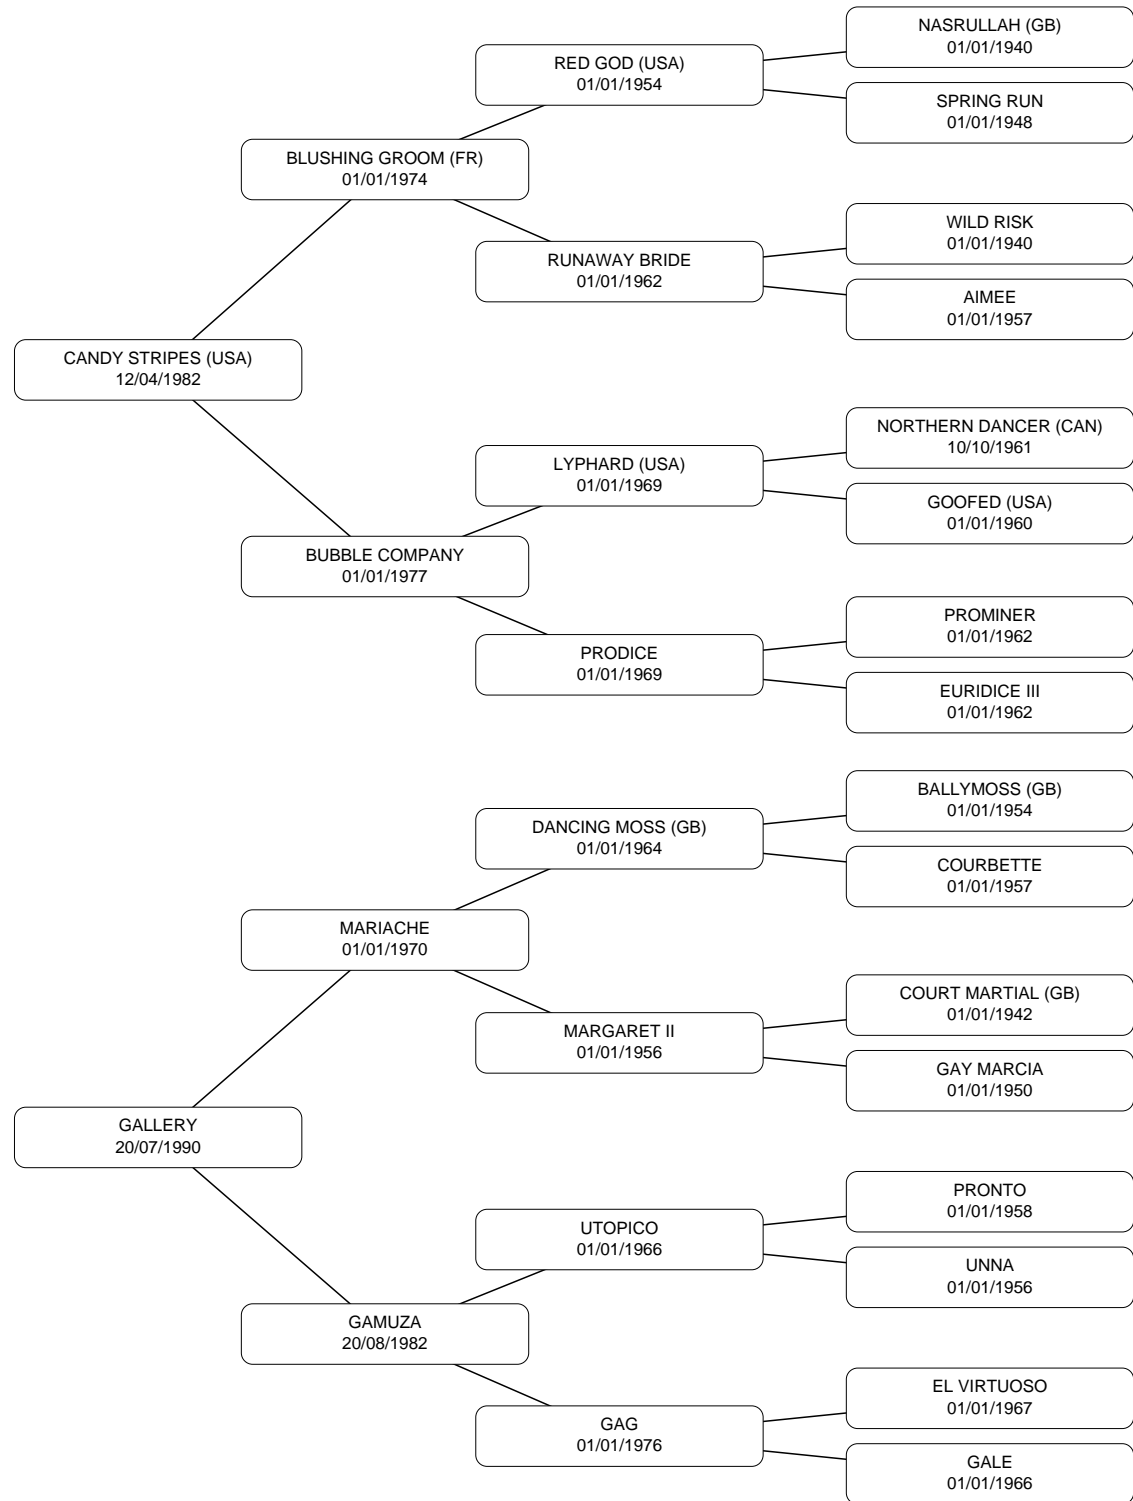 NASRULLAH (GB)
01/01/1940
RED GOD (USA)
01/01/1954
SPRING RUN
01/01/1948
BLUSHING GROOM (FR)
01/01/1974
WILD RISK
01/01/1940
RUNAWAY BRIDE
01/01/1962
AIMEE
01/01/1957
CANDY STRIPES (USA)
12/04/1982
NORTHERN DANCER (CAN)
10/10/1961
LYPHARD (USA)
01/01/1969
GOOFED (USA)
01/01/1960
BUBBLE COMPANY
01/01/1977
PROMINER
01/01/1962
PRODICE
01/01/1969
EURIDICE III
01/01/1962
BALLYMOSS (GB)
01/01/1954
DANCING MOSS (GB)
01/01/1964
COURBETTE
01/01/1957
MARIACHE
01/01/1970
COURT MARTIAL (GB)
01/01/1942
MARGARET II
01/01/1956
GAY MARCIA
01/01/1950
GALLERY
20/07/1990
PRONTO
01/01/1958
UTOPICO
01/01/1966
UNNA
01/01/1956
GAMUZA
20/08/1982
EL VIRTUOSO
01/01/1967
GAG
01/01/1976
GALE
01/01/1966